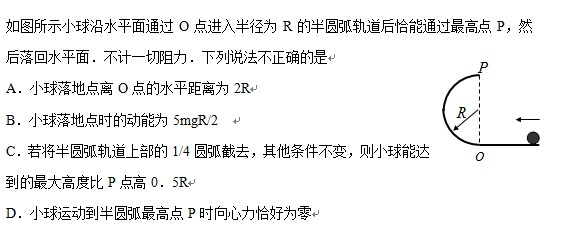 如图所示小球沿水平面通过 O 点进入半径为 R 的半圆弧轨道后恰能通过最高点 P，然
后落回水平面．不计一切阻力．下列说法不正确的是
A．小球落地点离 O 点的水平距离为 2R↵
B．小球落地点时的动能为 5mgR/2 ↵
C．若将半圆弧轨道上部的 1/4 圆弧截去，其他条件不变，则小球能达
到的最大高度比 P 点高 0．5R↵
D．小球运动到半圆弧最高点 P 时向心力恰好为零↵
P
R
O